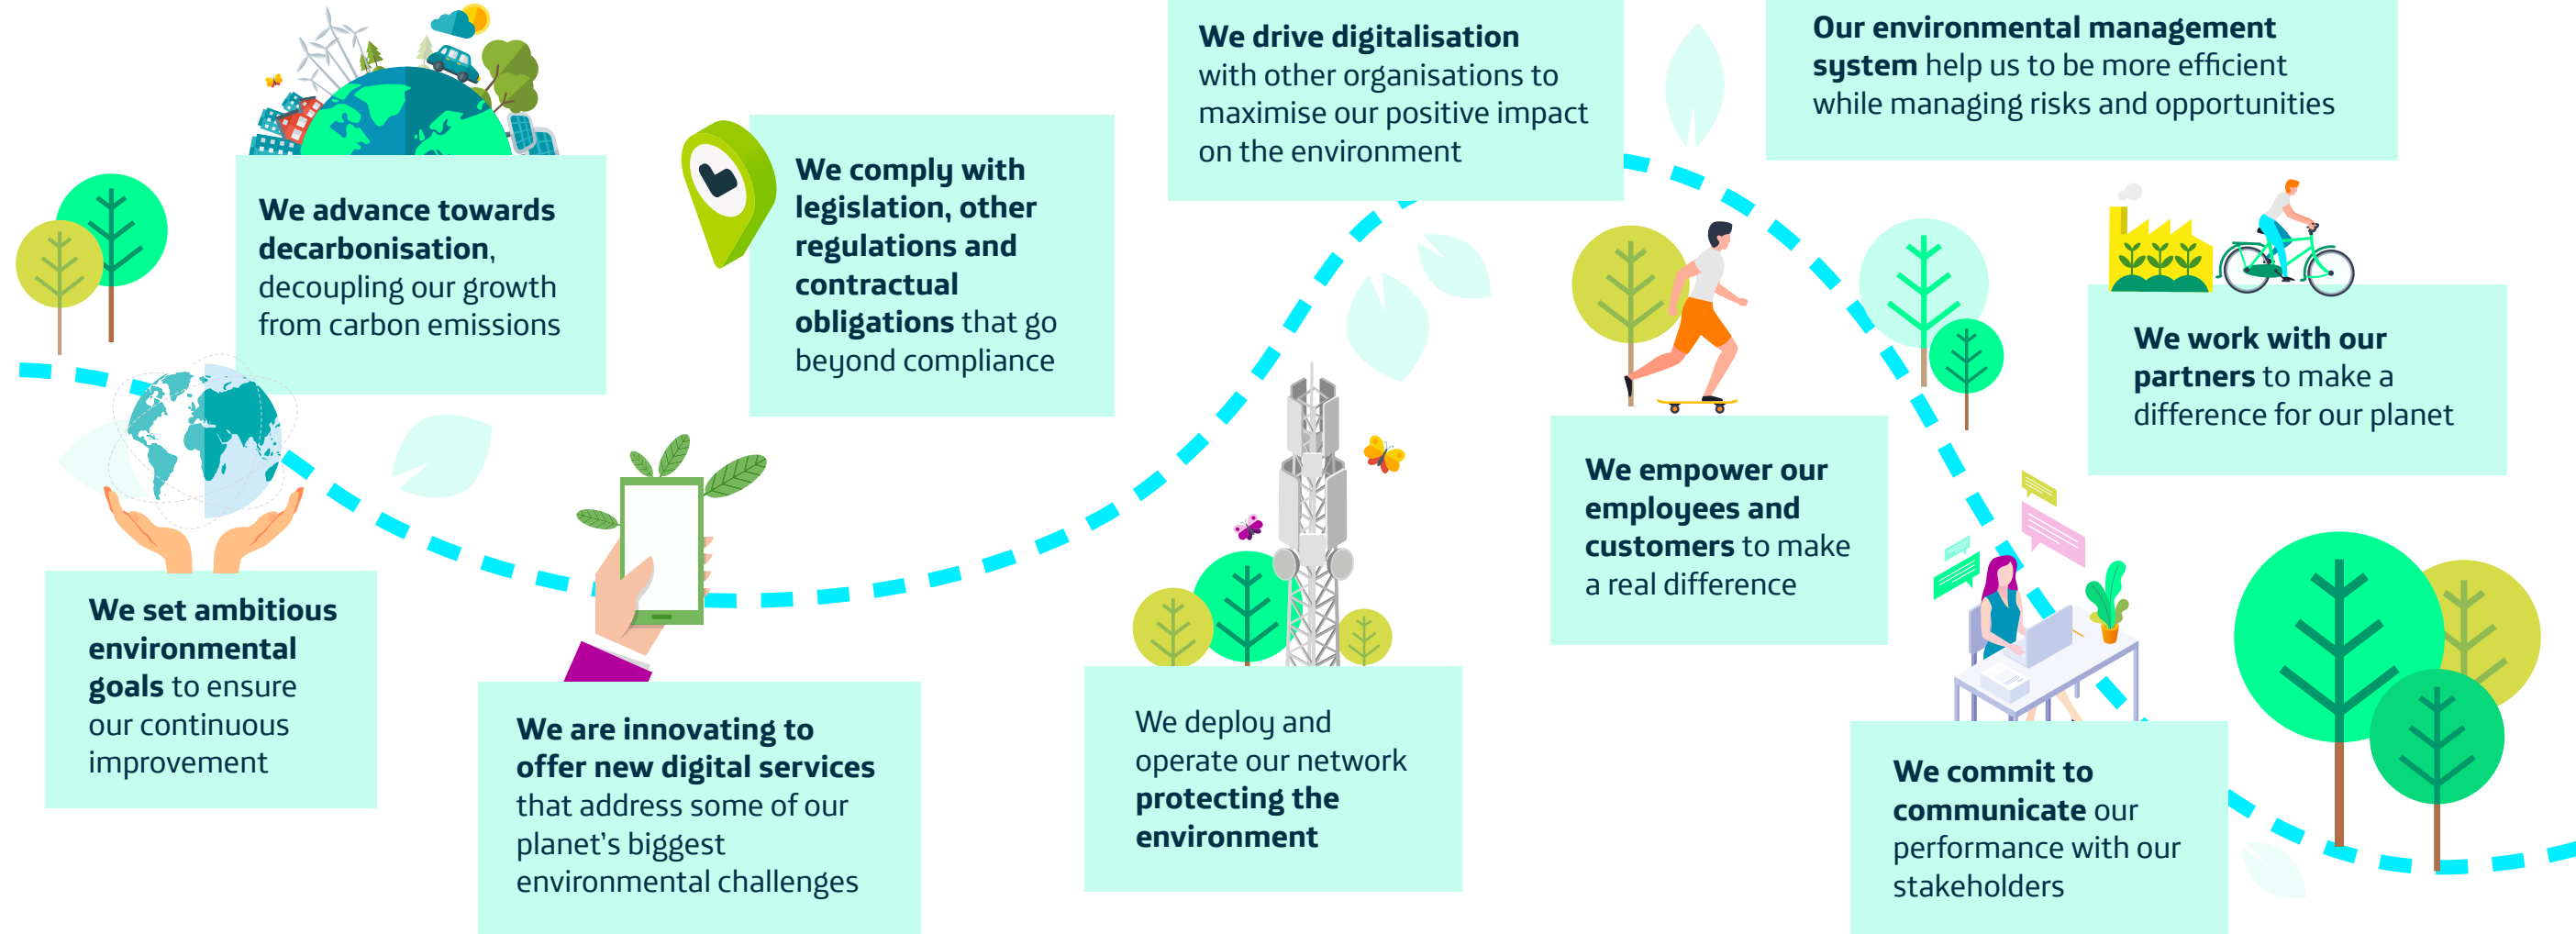 We advance towards
decarbonisation,
decoupling our growth
from carbon emissions
We set ambitious
environmental
goals to ensure
our continuous
improvement
We comply with
legislation, other
regulations and
contractual
obligations that go
beyond compliance
We are innovating to
offer new digital services
that address some of our
planet’s biggest
environmental challenges
We drive digitalisation
with other organisations to
maximise our positive impact
on the environment
We deploy and
operate our network
protecting the
environment
Our environmental management
system help us to be more efficient
while managing risks and opportunities
We empower our
employees and
customers to make
a real difference
We work with our
partners to make a
difference for our planet
We commit to
communicate our
performance with our
stakeholders